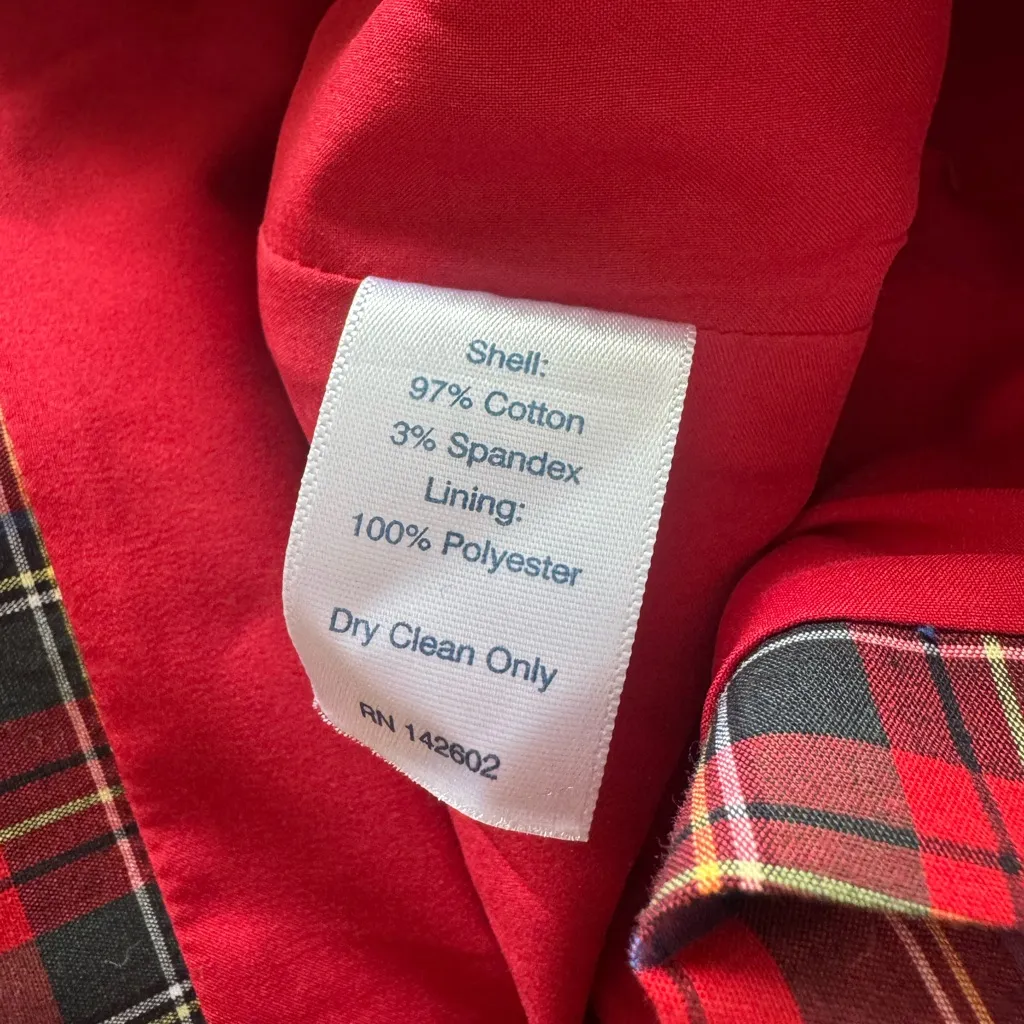 Shell:
97% Cotton
3% Spandex
Lining:
100% Polyester
Dry Clean Only
RN 142602